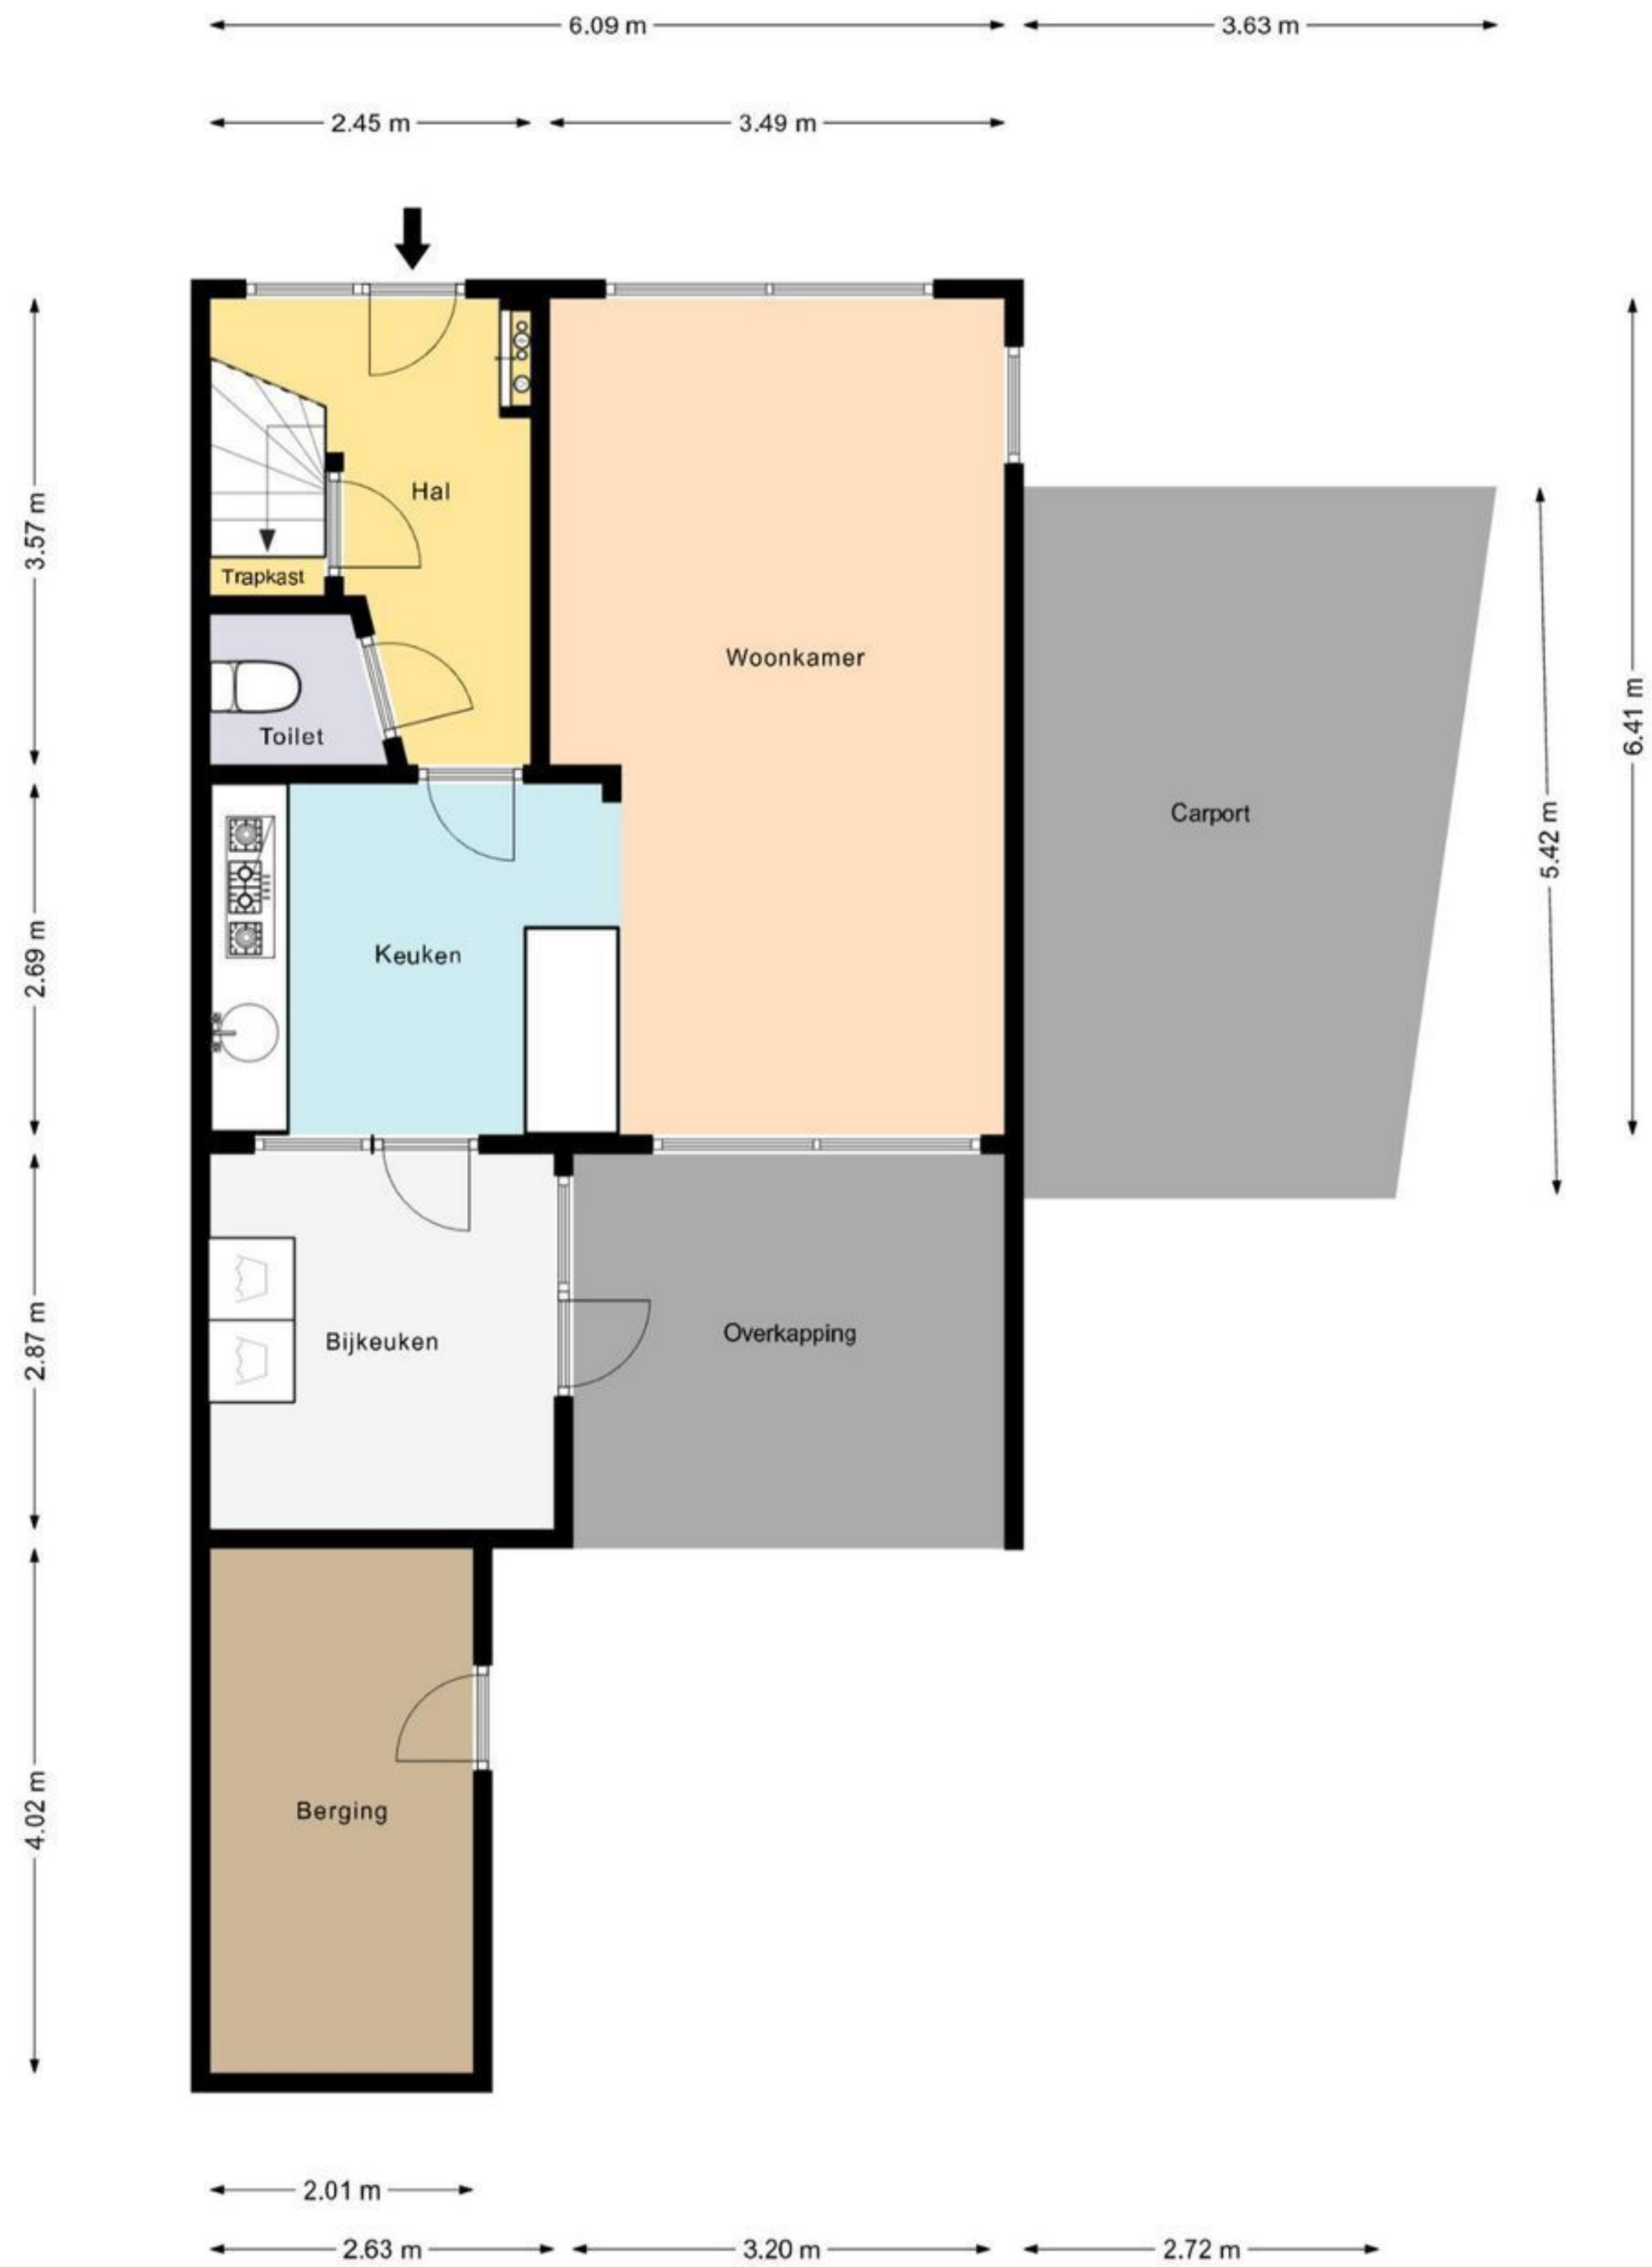 6.09 m
3.63 m
2.45 m
3.49 m
Hal
3.57 m
Trapkast
Woonkamer
6.41 m
Toilet
Carport
5.42 m
Keuken
2.69 m
Overkapping
Bijkeuken
2.87 m
Berging
4.02 m
2.01 m
2.63 m
3.20 m
2.72 m